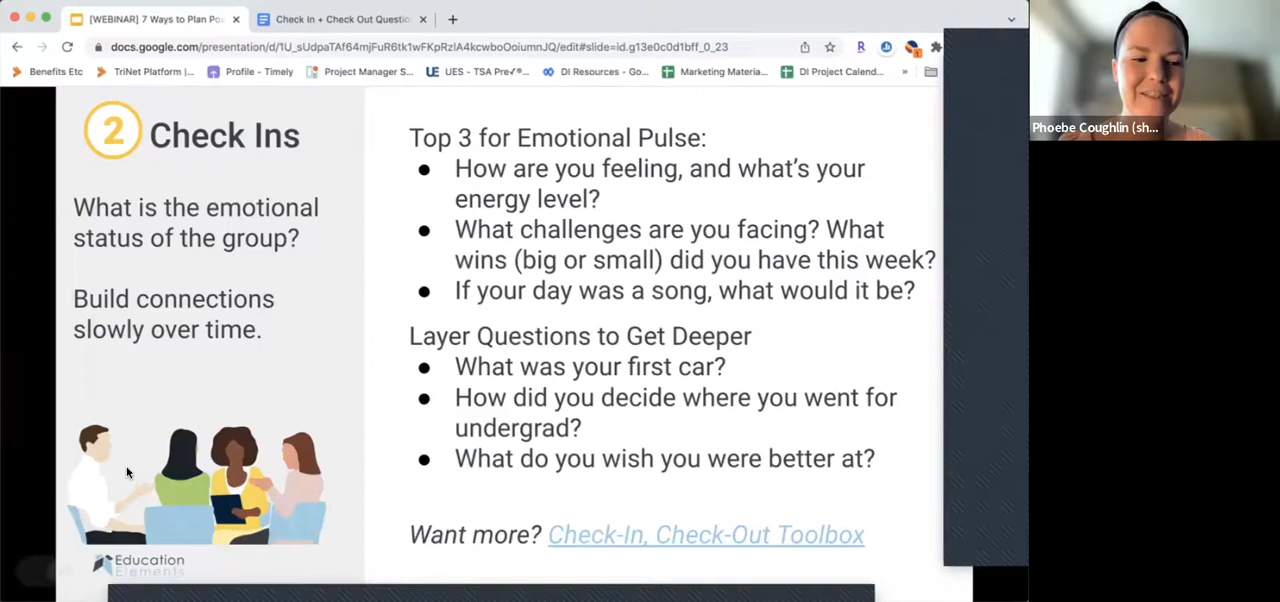 [WEBINAR] 7 Ways to Plan Po
Check In + Check Out Questio
docs.google.com/presentation/d/1U_sUdpaTAf64mjFuR6tk1wFKpRzlA4kcwboOoiumnJQ/edit#slide=id.g13e0c0d1bff_0_23
Benefits Etc
TriNet Platform |...
Profile - Timely
Project Manager S...
UES - TSA Pre✓®...
DI Resources - Go...
Marketing Materia...
DI Project Calend...
2 Check Ins
What is the emotional
status of the group?
Build connections
slowly over time.
Education
Elements
Top 3 for Emotional Pulse:
● How are you feeling, and what's your
energy level?
● What challenges are you facing? What
wins (big or small) did you have this week?
● If your day was a song, what would it be?
Layer Questions to Get Deeper
● What was your first car?
● How did you decide where you went for
undergrad?
● What do you wish you were better at?
Want more? Check-In, Check-Out Toolbox
Phoebe Coughlin (sh...